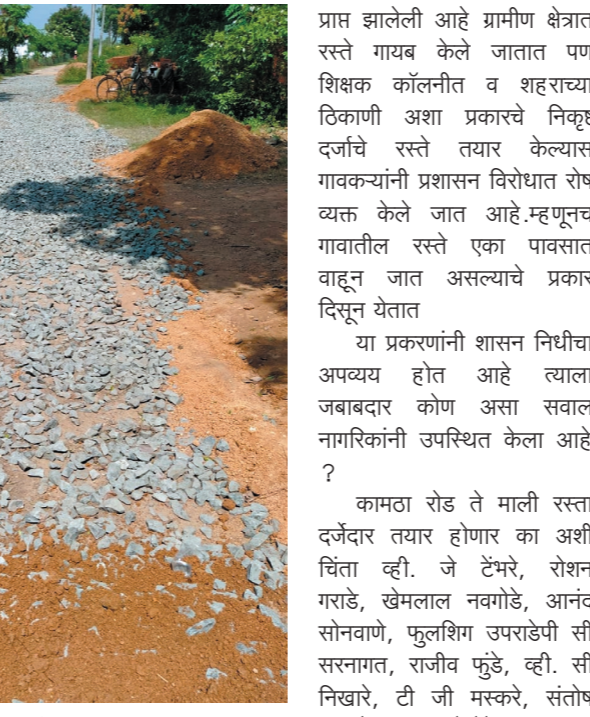 प्राप्त झालेली आहे ग्रामीण क्षेत्रात
रस्ते गायब केले जातात पण
शिक्षक कॉलनीत व शहराच्या
ठिकाणी अशा प्रकारचे निकृष्ट
दर्जाचे रस्ते तयार केल्यास
गावकऱ्यांनी प्रशासन विरोधात रोष
व्यक्त केले जात आहे.म्हणूनच
गावातील रस्ते एका पावसात
वाहून जात असल्याचे प्रकार
दिसून येतात
या प्रकरणांनी शासन निधीचा
अपव्यय होत आहे त्याला
जबाबदार कोण असा सवाल
नागरिकांनी उपस्थित केला आहे
?
कामठा रोड ते माली रस्ता
दर्जेदार तयार होणार का अशी
चिंता व्ही. जे टेंभरे, रोशन
गराडे, खेमलाल नवगोडे, आनंद
सोनवाणे, फुलशिग उपराडेपी सी
सरनागत, राजीव फुंडे, व्ही. सी
निखारे, टी जी मस्करे, संतोष